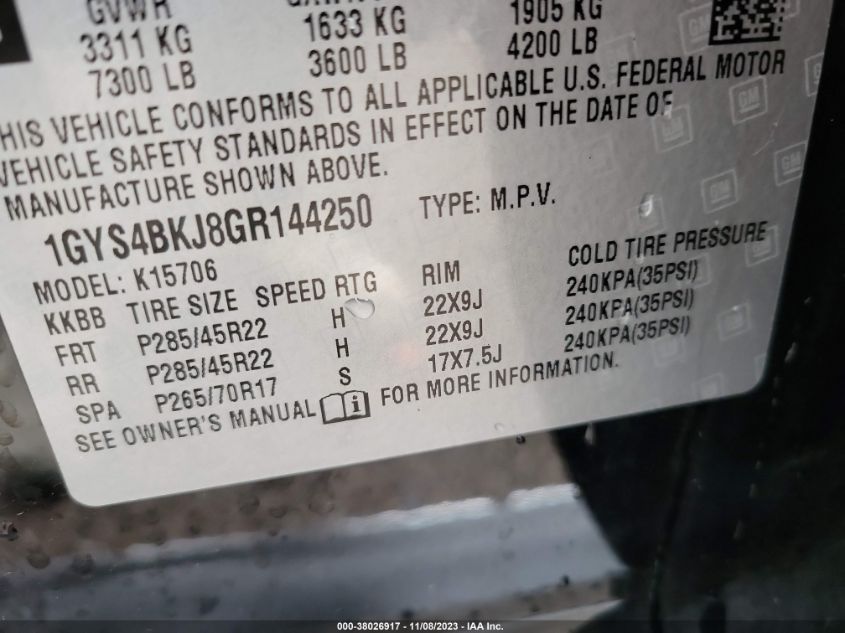 GVWR
3311 KG 1633 KG 1905 KG
7300 LB 3600 LB 4200 LB
THIS VEHICLE CONFORMS TO ALL APPLICABLE U.S. FEDERAL MOTOR
VEHICLE SAFETY STANDARDS IN EFFECT ON THE DATE OF
MANUFACTURE SHOWN ABOVE.
1GYS4BKJ8GR144250 TYPE: M.P.V.
MODEL: K15706
KKBB TIRE SIZE SPEED RTG RIM COLD TIRE PRESSURE
FRT P285/45R22 H 22X9J 240KPA(35PSI)
RR P285/45R22 H 22X9J 240KPA(35PSI)
SPA P265/70R17 S 17X7.5J 240KPA(35PSI)
SEE OWNER'S MANUAL i FOR MORE INFORMATION.
GM
GM
GM
000-38026917 - 11/08/2023 - IAA Inc.